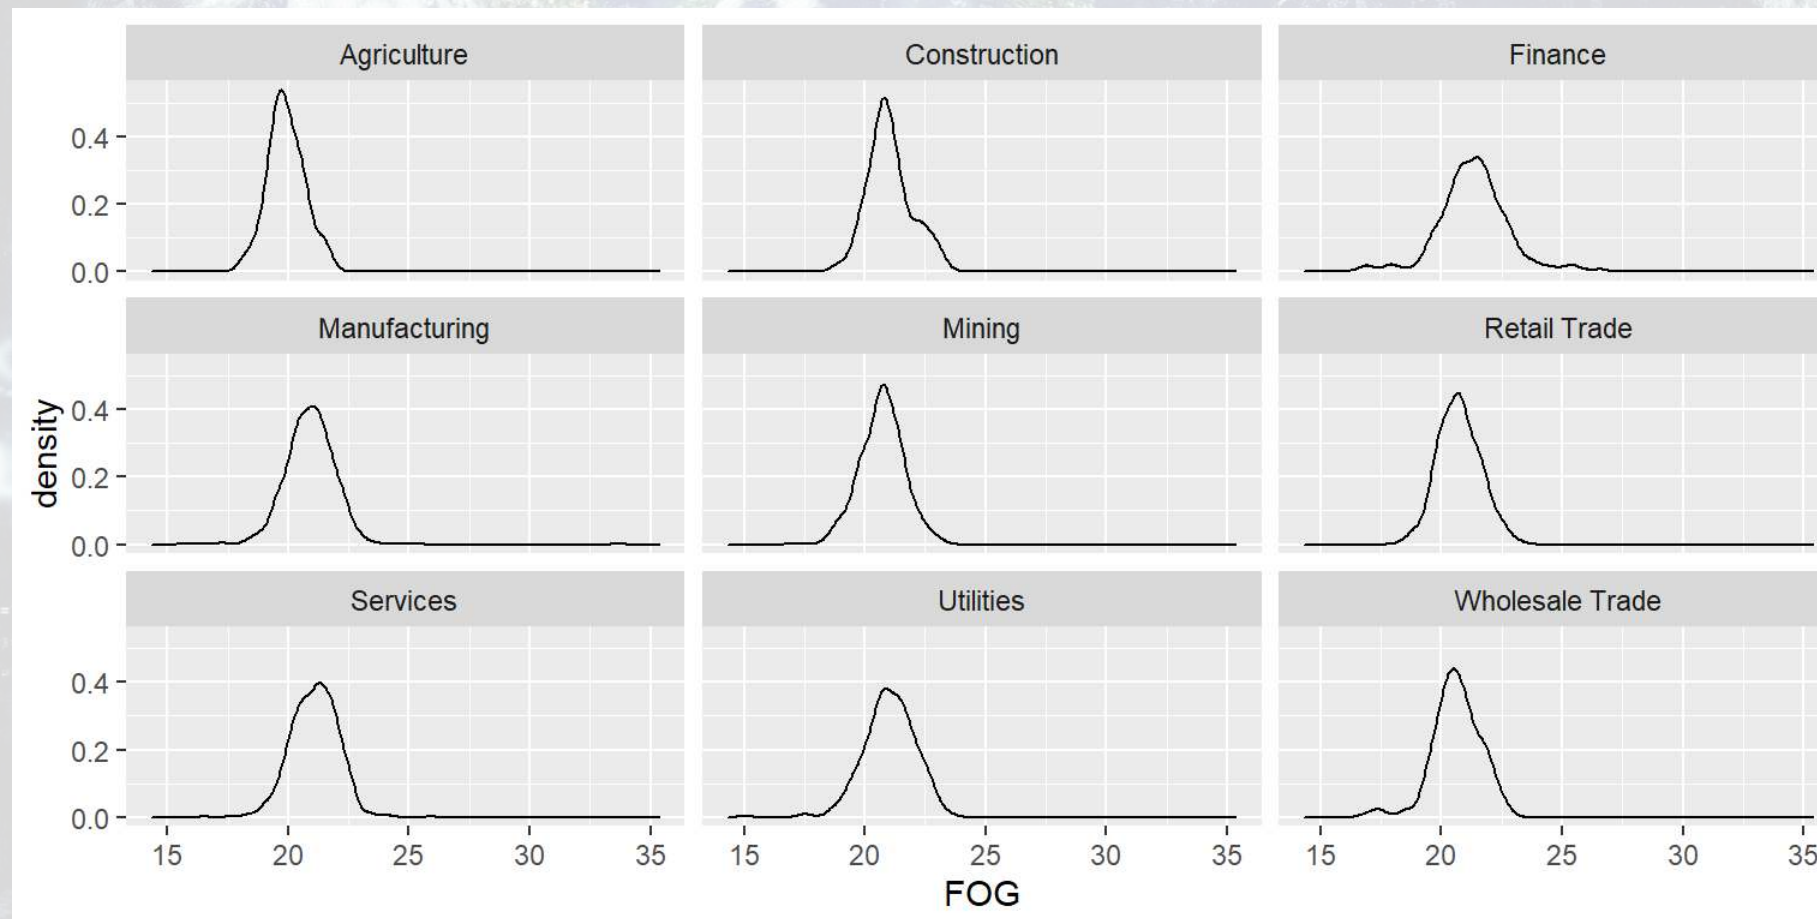 Agriculture
Construction
Finance
0.4
0.2
0.0
Manufacturing
Mining
Retail Trade
density
0.4
0.2
0.0
Services
Utilities
Wholesale Trade
0.4
0.2
0.0
15 20 25 30 35
15 20 25 30 35
15 20 25 30 35
FOG